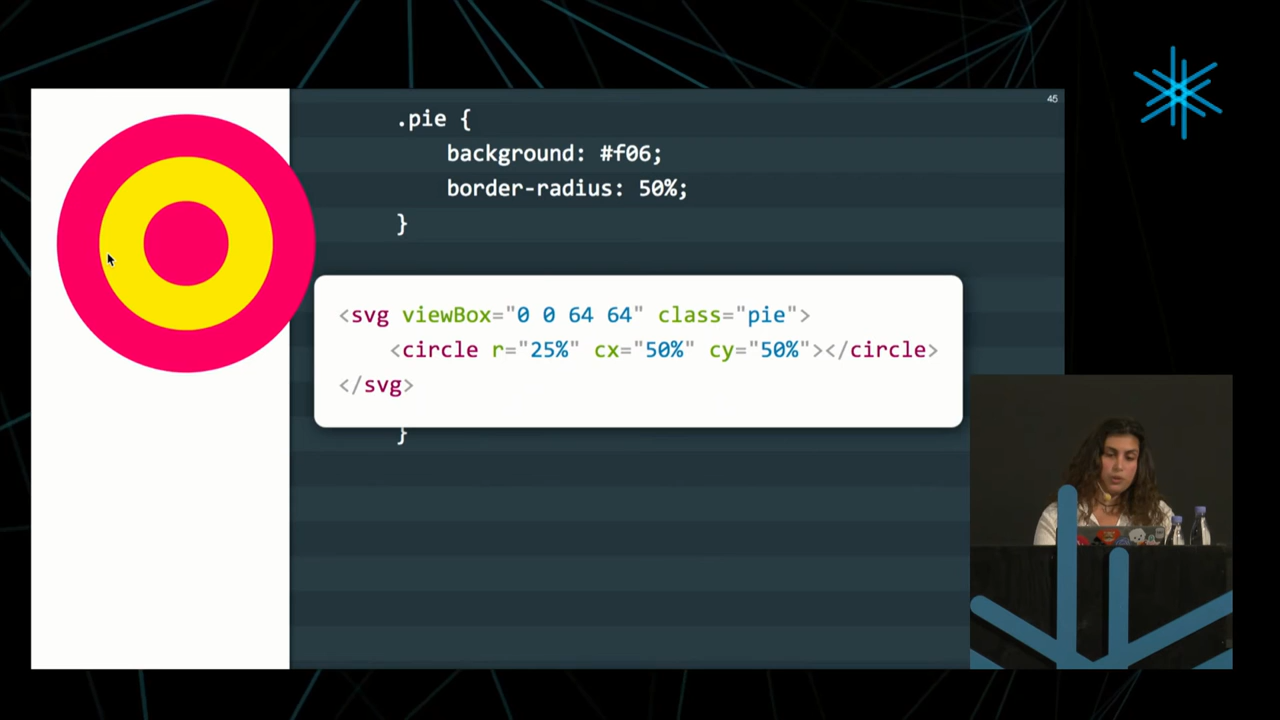 45
.pie {
background: #f06;
border-radius: 50%;
}
<svg viewBox="0 0 64 64" class="pie">
<circle r="25%" cx="50%" cy="50%"></circle>
</svg>
}